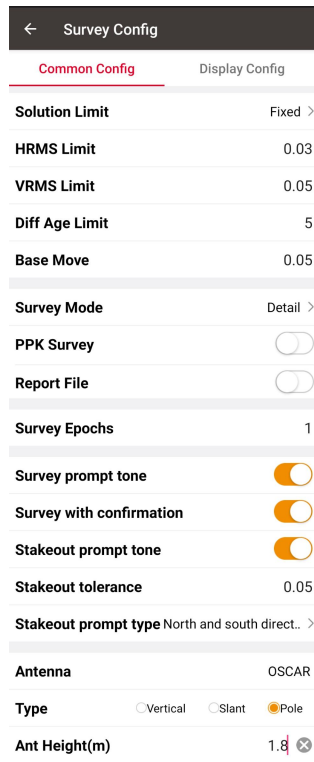 Survey Config
Common Config Display Config
Solution Limit Fixed
HRMS Limit 0.03
VRMS Limit 0.05
Diff Age Limit 5
Base Move 0.05
Survey Mode Detail
PPK Survey
Report File
Survey Epochs 1
Survey prompt tone
Survey with confirmation
Stakeout prompt tone
Stakeout tolerance 0.05
Stakeout prompt type North and south direct..
Antenna OSCAR
Type Vertical Slant Pole
Ant Height(m) 1.8